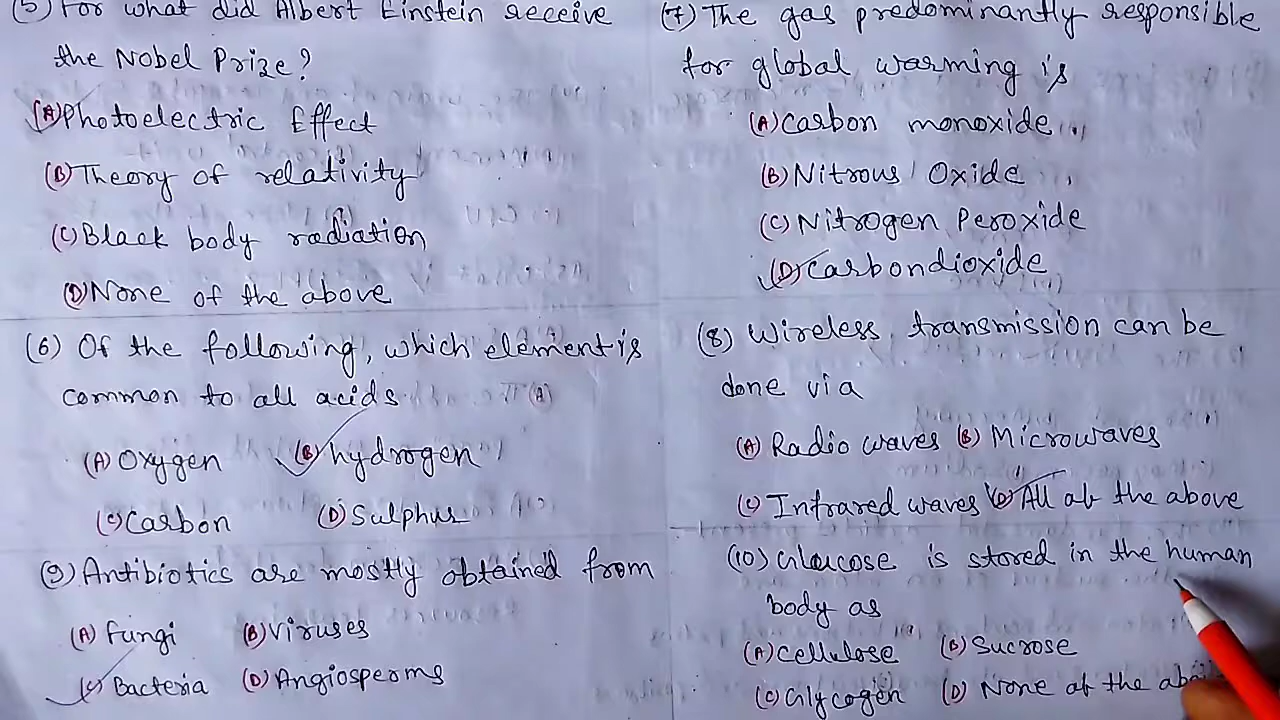 (5) For what did Albert Einstein receive
the Nobel Prize?
(A) Photoelectric Effect
(B) Theory of relativity
(C) Black body radiation
(D) None of the above
(6) Of the following, which element is
common to all acids
(A) Oxygen (B) hydrogen
(C) Carbon (D) Sulphur
(9) Antibiotics are mostly obtained from
(A) Fungi (B) Viruses
(C) Bacteria (D) Angiosperms
(7) The gas predominantly responsible
for global warming is
(A) Carbon monoxide
(B) Nitrous Oxide
(C) Nitrogen Peroxide
(D) Carbondioxide
(8) Wireless transmission can be
done via
(A) Radio waves (B) Microwaves
(C) Infrared waves (D) All of the above
(10) Glucose is stored in the human
body as
(A) Cellulose (B) Sucrose
(C) Glycogen (D) None of the